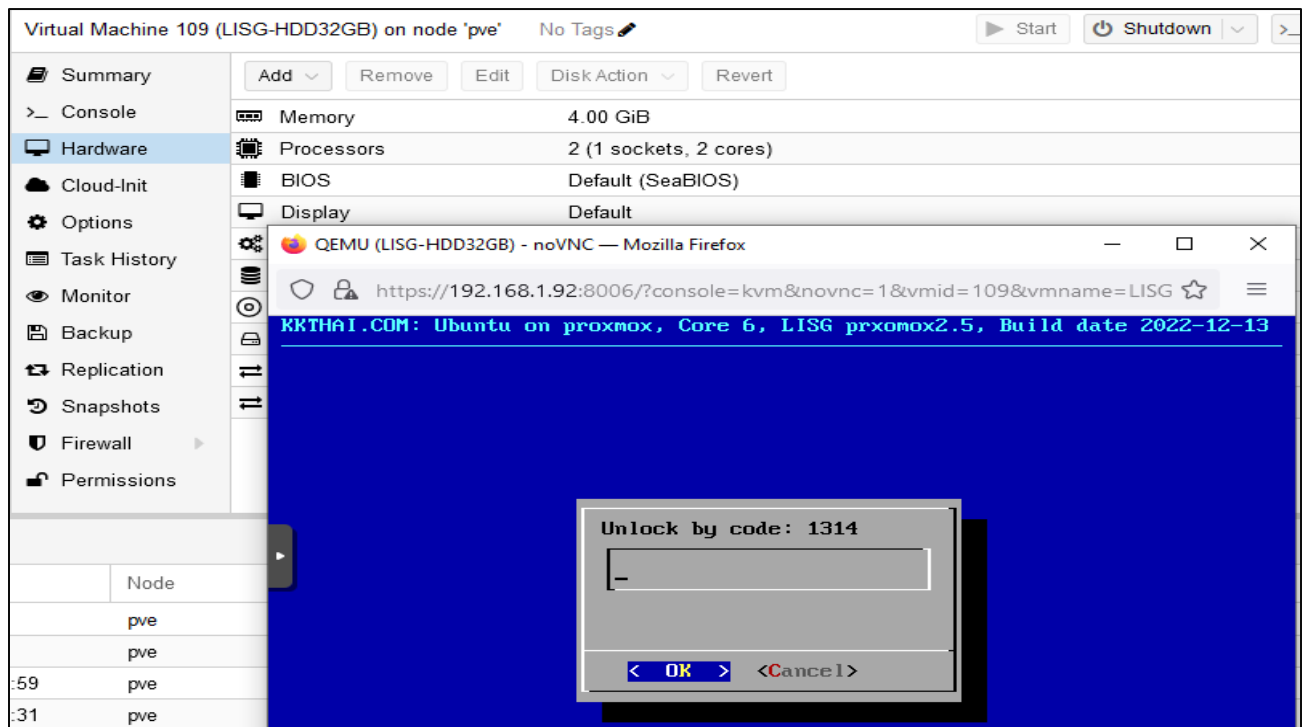 Virtual Machine 109 (LISG-HDD32GB) on node 'pve' No Tags Start Shutdown >_
Summary
>_ Console
Hardware
Cloud-Init
Options
Task History
Monitor
Backup
Replication
Snapshots
Firewall
Permissions
Add Remove Edit Disk Action Revert
Memory 4.00 GiB
Processors 2 (1 sockets, 2 cores)
BIOS Default (SeaBIOS)
Display Default
QEMU (LISG-HDD32GB) - noVNC — Mozilla Firefox
https://192.168.1.92:8006/?console=kvm&novnc=1&vmid=109&vmname=LISG
KKTHAI.COM: Ubuntu on proxmox, Core 6, LISG prxomox2.5, Build date 2022-12-13
Unlock by code: 1314
< OK > <Cancel>
Node
pve
pve
:59 pve
:31 pve